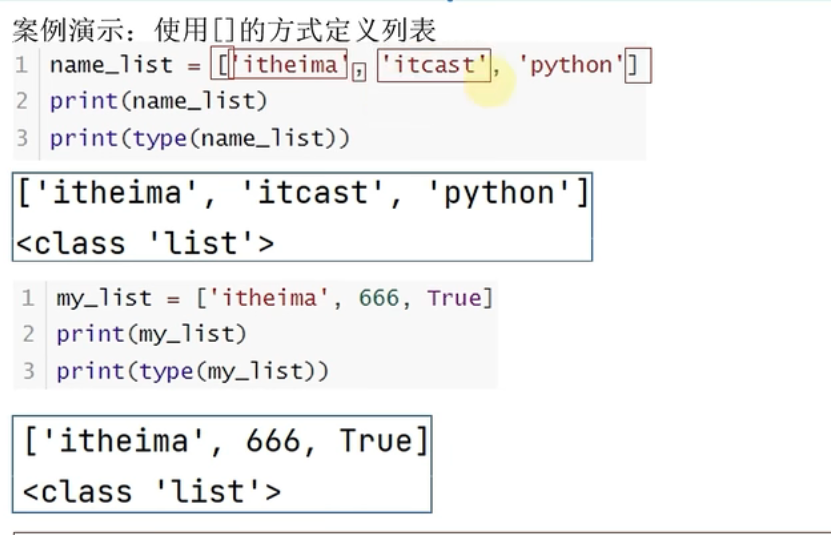 案例演示：使用[]的方式定义列表
1 name_list = ['itheima', 'itcast', 'python']
2 print(name_list)
3 print(type(name_list))
['itheima', 'itcast', 'python']
<class 'list'>
1 my_list = ['itheima', 666, True]
2 print(my_list)
3 print(type(my_list))
['itheima', 666, True]
<class 'list'>